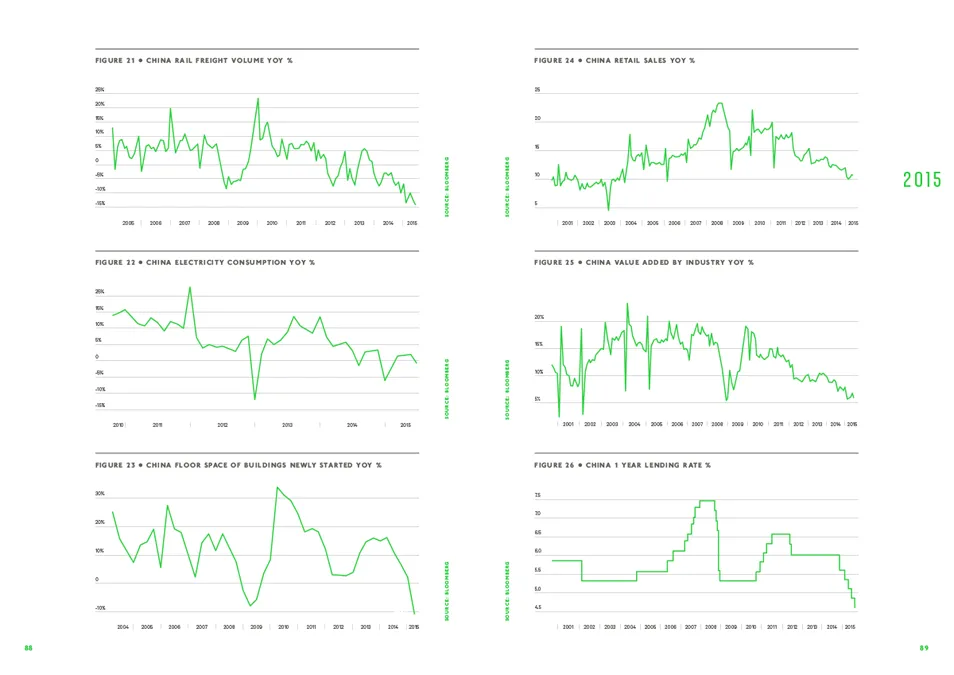 FIGURE 21 ● CHINA RAIL FREIGHT VOLUME YOY %
25%
20%
15%
10%
5%
0
-5%
-10%
-15%
2005 2006 2007 2008 2009 2010 2011 2012 2013 2014 2015
SOURCE: BLOOMBERG
FIGURE 22 ● CHINA ELECTRICITY CONSUMPTION YOY %
25%
10%
5%
0
-5%
-10%
-15%
2010 2011 2012 2013 2014 2015
SOURCE: BLOOMBERG
FIGURE 23 ● CHINA FLOOR SPACE OF BUILDINGS NEWLY STARTED YOY %
30%
20%
10%
0
-10%
2004 2005 2006 2007 2008 2009 2010 2011 2012 2013 2014 2015
SOURCE: BLOOMBERG
88
FIGURE 24 ● CHINA RETAIL SALES YOY %
25
20
15
10
5
2001 2002 2003 2004 2005 2006 2007 2008 2009 2010 2011 2012 2013 2014 2015
SOURCE: BLOOMBERG
FIGURE 25 ● CHINA VALUE ADDED BY INDUSTRY YOY %
20%
15%
10%
5%
2001 2002 2003 2004 2005 2006 2007 2008 2009 2010 2011 2012 2013 2014 2015
SOURCE: BLOOMBERG
FIGURE 26 ● CHINA 1 YEAR LENDING RATE %
7.5
7.0
6.5
6.0
5.5
5.0
4.5
2001 2002 2003 2004 2005 2006 2007 2008 2009 2010 2011 2012 2013 2014 2015
SOURCE: BLOOMBERG
2015
89